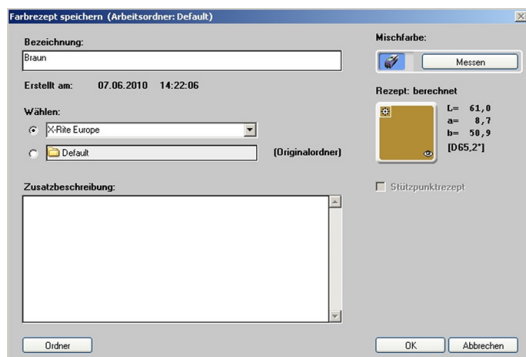 Farbrezept speichern (Arbeitsordner: Default)
Bezeichnung:
Braun
Erstellt am: 07.06.2010 14:22:06
Wählen:
X-Rite Europe
Default (Originalordner)
Zusatzbeschreibung:
Ordner
Mischfarbe:
Messen
Rezept: berechnet
L= 61,0
a= 8,7
b= 50,9
[D65,2°]
Stützpunktrezept
OK Abbrechen